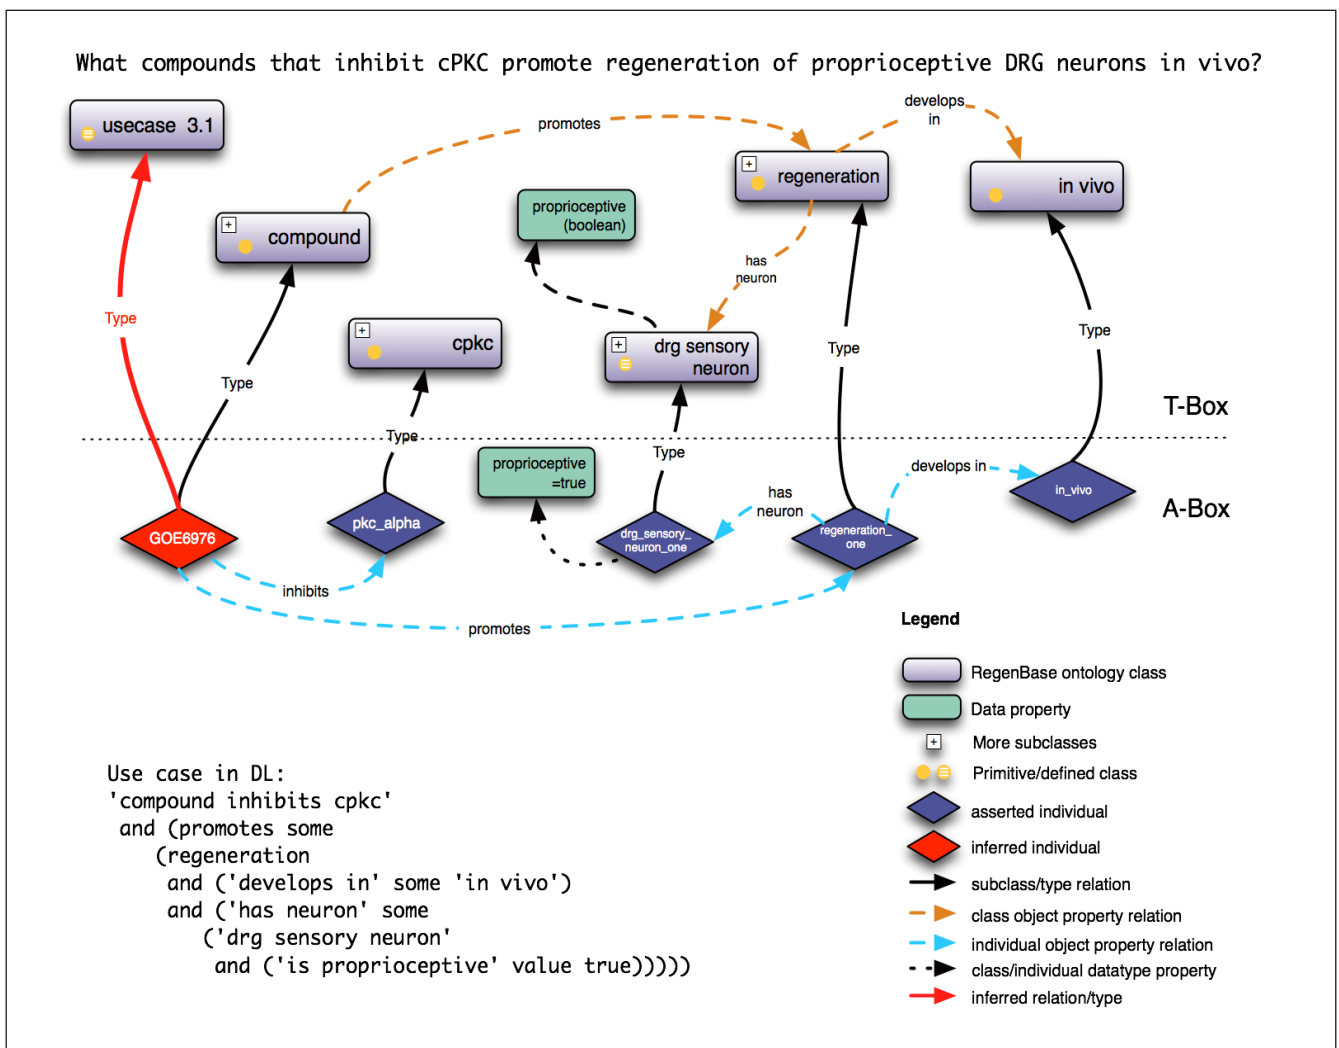 What compounds that inhibit cPKC promote regeneration of proprioceptive DRG neurons in vivo?
usecase 3.1
promotes
develops
in
regeneration
in vivo
proprioceptive
(boolean)
compound
has
neuron
Type
cpkc
drg sensory
neuron
Type
Type
Type
T-Box
Type
Type
proprioceptive
=true
develops in
in_vivo
has
neuron
A-Box
GOE6976
pkc_alpha
drg_sensory_
neuron_one
regeneration_
one
inhibits
promotes
Legend
RegenBase ontology class
Data property
+
More subclasses
Primitive/defined class
asserted individual
inferred individual
subclass/type relation
class object property relation
individual object property relation
class/individual datatype property
inferred relation/type
Use case in DL:
'compound inhibits cpkc'
and (promotes some
(regeneration
and ('develops in' some 'in vivo')
and ('has neuron' some
('drg sensory neuron'
and ('is proprioceptive' value true)))))